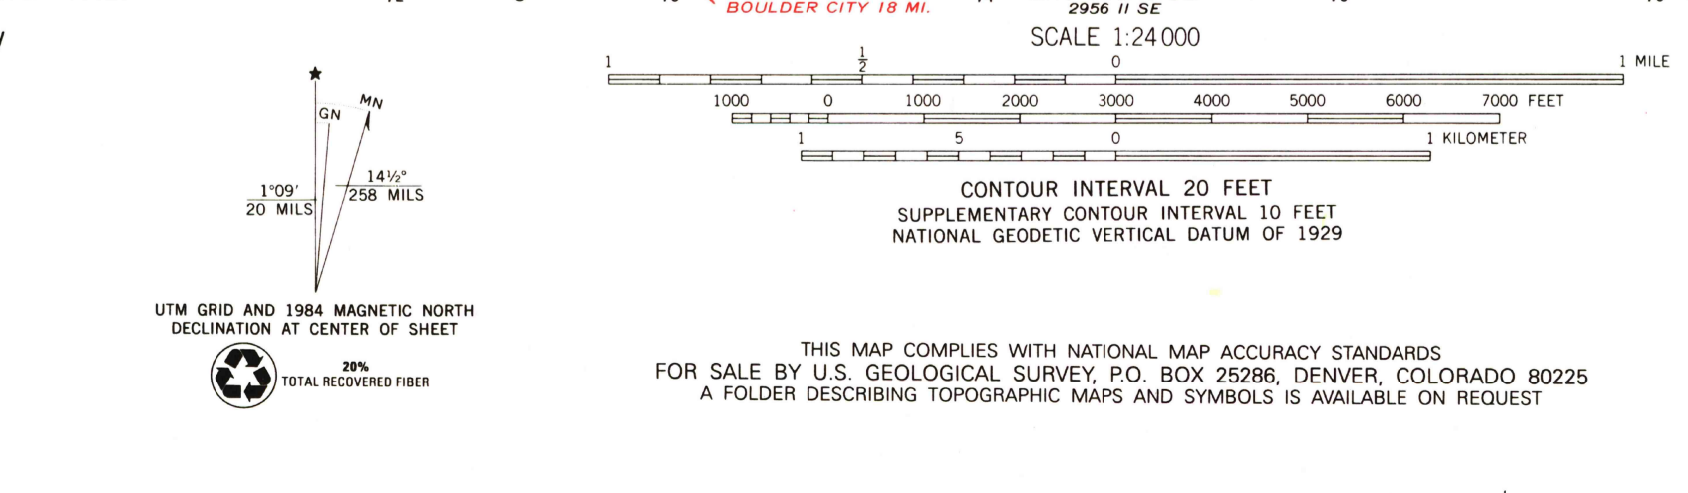 BOULDER CITY 18 MI.
2956 II SE
SCALE 1:24 000
1 ½ 0 1 MILE
1000 0 1000 2000 3000 4000 5000 6000 7000 FEET
1 5 0 1 KILOMETER
CONTOUR INTERVAL 20 FEET
SUPPLEMENTARY CONTOUR INTERVAL 10 FEET
NATIONAL GEODETIC VERTICAL DATUM OF 1929
★
MN
GN
14½°
258 MILS
1°09′
20 MILS
UTM GRID AND 1984 MAGNETIC NORTH
DECLINATION AT CENTER OF SHEET
20%
TOTAL RECOVERED FIBER
THIS MAP COMPLIES WITH NATIONAL MAP ACCURACY STANDARDS
FOR SALE BY U.S. GEOLOGICAL SURVEY, P.O. BOX 25286, DENVER, COLORADO 80225
A FOLDER DESCRIBING TOPOGRAPHIC MAPS AND SYMBOLS IS AVAILABLE ON REQUEST